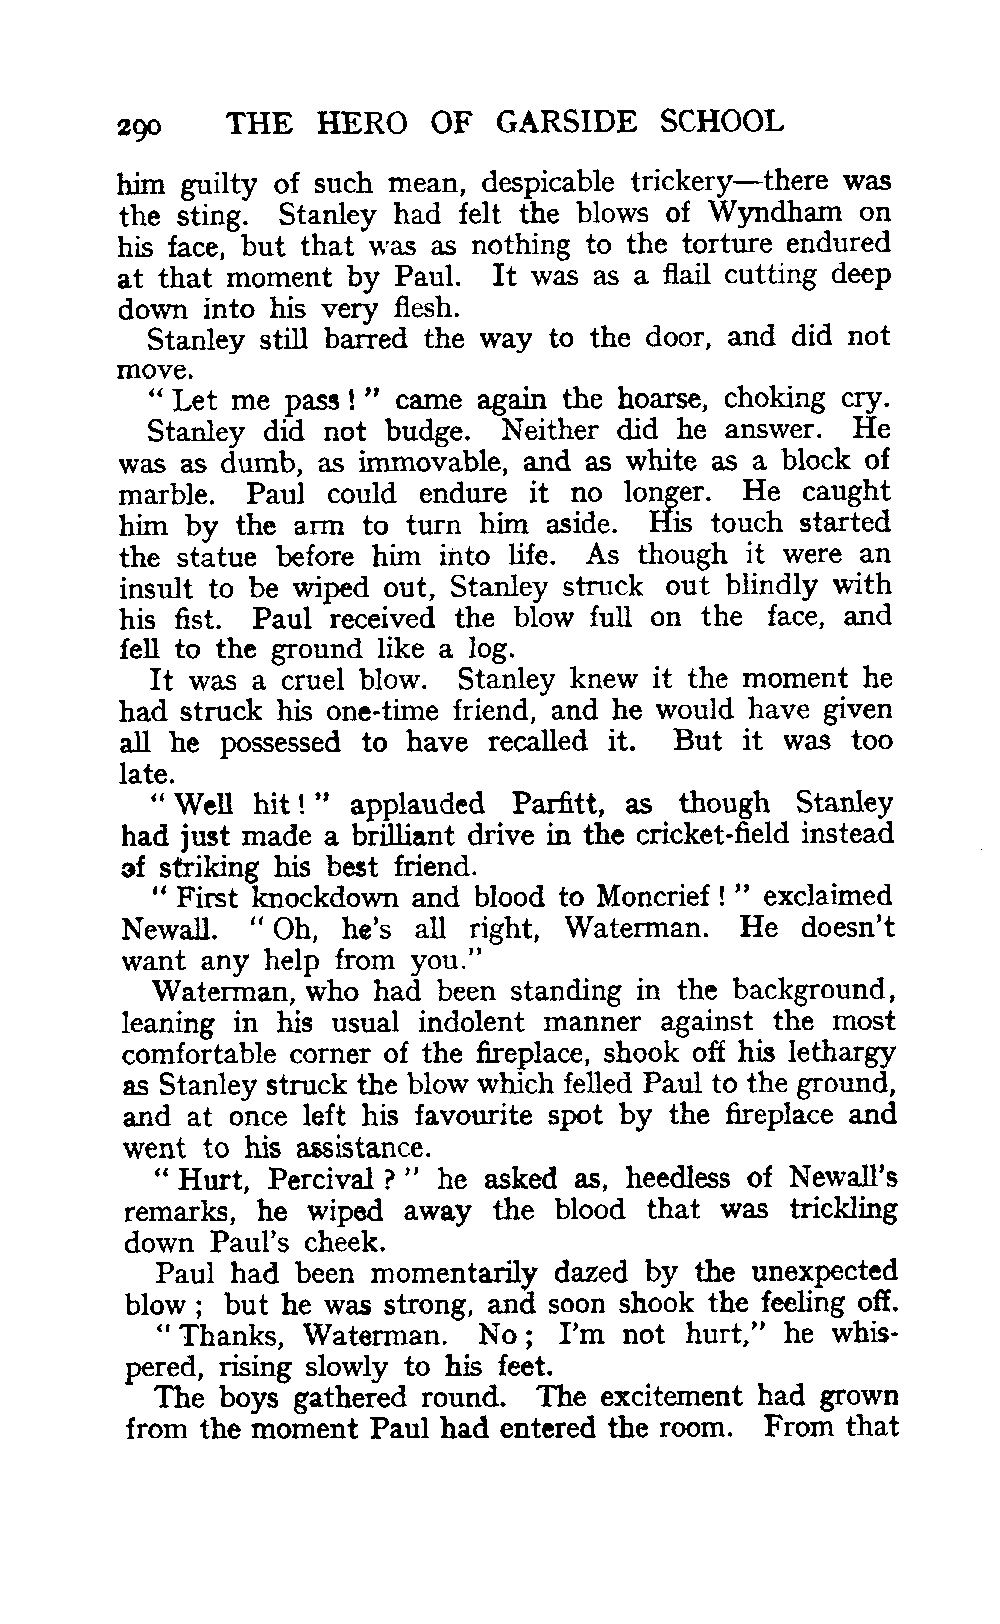 290 THE HERO OF GARSIDE SCHOOL
him guilty of such mean, despicable trickery—there was
the sting. Stanley had felt the blows of Wyndham on
his face, but that was as nothing to the torture endured
at that moment by Paul. It was as a flail cutting deep
down into his very flesh.
Stanley still barred the way to the door, and did not
move.
“ Let me pass ! ” came again the hoarse, choking cry.
Stanley did not budge. Neither did he answer. He
was as dumb, as immovable, and as white as a block of
marble. Paul could endure it no longer. He caught
him by the arm to turn him aside. His touch started
the statue before him into life. As though it were an
insult to be wiped out, Stanley struck out blindly with
his fist. Paul received the blow full on the face, and
fell to the ground like a log.
It was a cruel blow. Stanley knew it the moment he
had struck his one-time friend, and he would have given
all he possessed to have recalled it. But it was too
late.
“ Well hit ! ” applauded Parfitt, as though Stanley
had just made a brilliant drive in the cricket-field instead
of striking his best friend.
“ First knockdown and blood to Moncrief ! ” exclaimed
Newall. “ Oh, he's all right, Waterman. He doesn't
want any help from you.”
Waterman, who had been standing in the background,
leaning in his usual indolent manner against the most
comfortable corner of the fireplace, shook off his lethargy
as Stanley struck the blow which felled Paul to the ground,
and at once left his favourite spot by the fireplace and
went to his assistance.
“ Hurt, Percival ? ” he asked as, heedless of Newall's
remarks, he wiped away the blood that was trickling
down Paul's cheek.
Paul had been momentarily dazed by the unexpected
blow ; but he was strong, and soon shook the feeling off.
“ Thanks, Waterman. No ; I'm not hurt,” he whis-
pered, rising slowly to his feet.
The boys gathered round. The excitement had grown
from the moment Paul had entered the room. From that